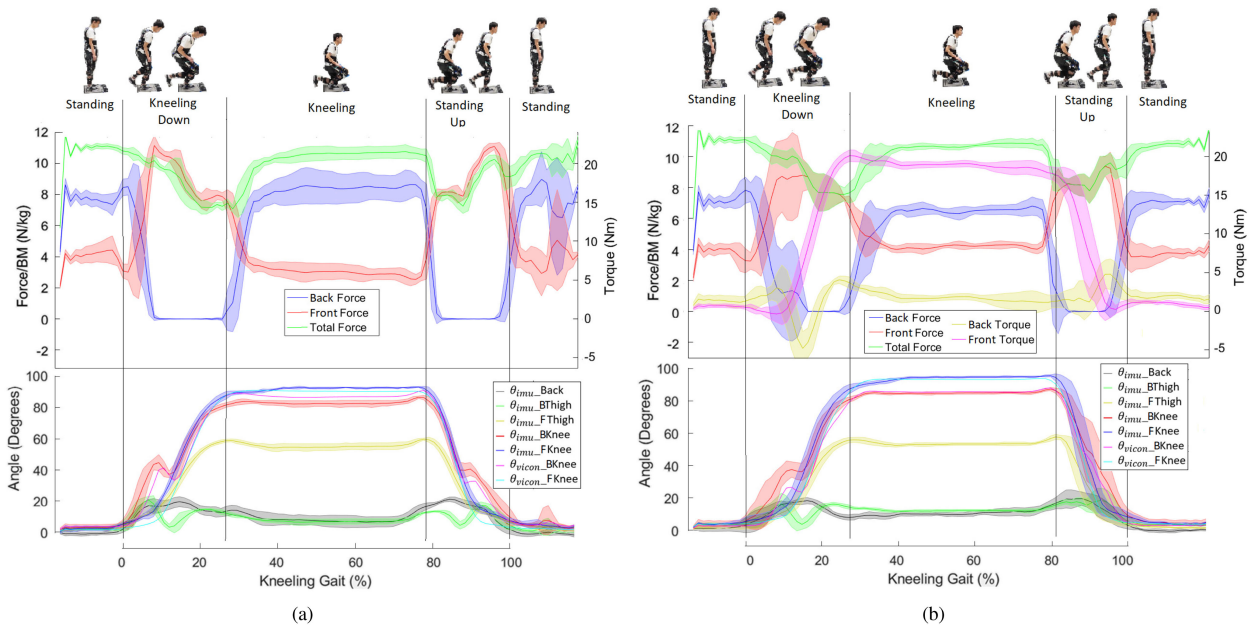 Standing
Kneeling
Down
Kneeling
Standing
Up
Standing
12
10
8
6
4
2
0
-2
Force/BM (N/kg)
20
15
10
5
0
-5
Torque (Nm)
Back Force
Front Force
Total Force
100
80
60
40
20
0
Angle (Degrees)
θimu_Back
θimu_BThigh
θimu_FThigh
θimu_BKnee
θimu_FKnee
θvicon_BKnee
θvicon_FKnee
0 20 40 60 80 100
Kneeling Gait (%)
(a)
Standing
Kneeling
Down
Kneeling
Standing
Up
Standing
12
10
8
6
4
2
0
-2
Force/BM (N/kg)
20
15
10
5
0
-5
Torque (Nm)
Back Force Back Torque
Front Force Front Torque
Total Force
100
80
60
40
20
0
Angle (Degrees)
θimu_Back
θimu_BThigh
θimu_FThigh
θimu_BKnee
θimu_FKnee
θvicon_BKnee
θvicon_FKnee
0 20 40 60 80 100
Kneeling Gait (%)
(b)